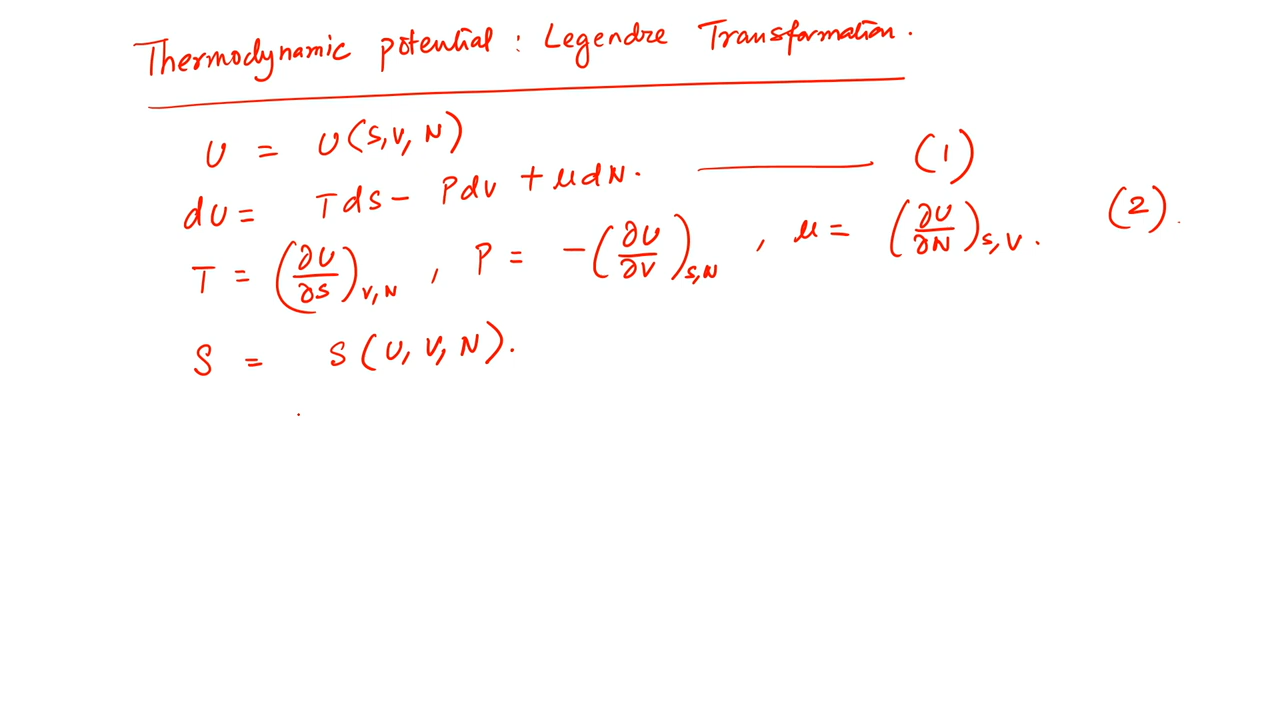 Thermodynamic potential : Legendre Transformation.
U = U(S,V,N)
dU = TdS - PdV + μdN. ——— (1)
T = (∂U/∂S)_{V,N} , P = -(∂U/∂V)_{S,N} , μ = (∂U/∂N)_{S,V} . (2).
S = S(U,V,N).